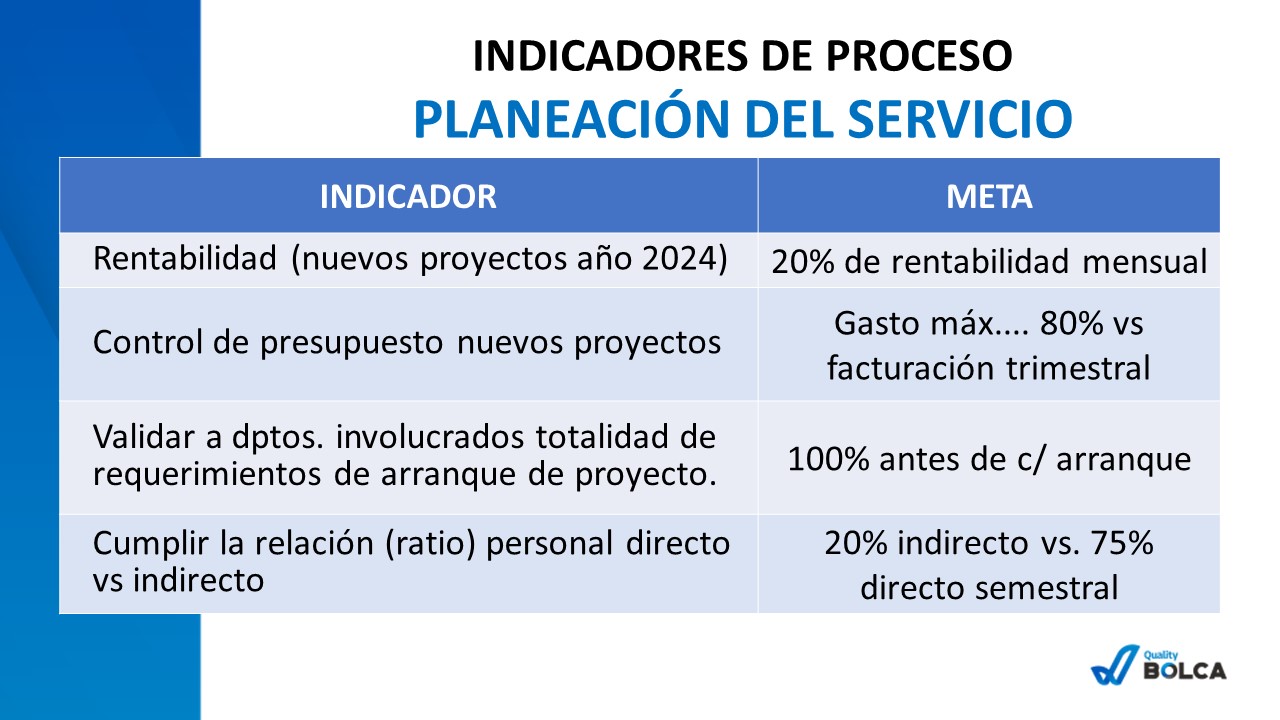 INDICADORES DE PROCESO
PLANEACIÓN DEL SERVICIO
INDICADOR
META
Rentabilidad (nuevos proyectos año 2024)
20% de rentabilidad mensual
Control de presupuesto nuevos proyectos
Gasto máx.... 80% vs
facturación trimestral
Validar a dptos. involucrados totalidad de
requerimientos de arranque de proyecto.
100% antes de c/ arranque
Cumplir la relación (ratio) personal directo
vs indirecto
20% indirecto vs. 75%
directo semestral
Quality
BOLCA